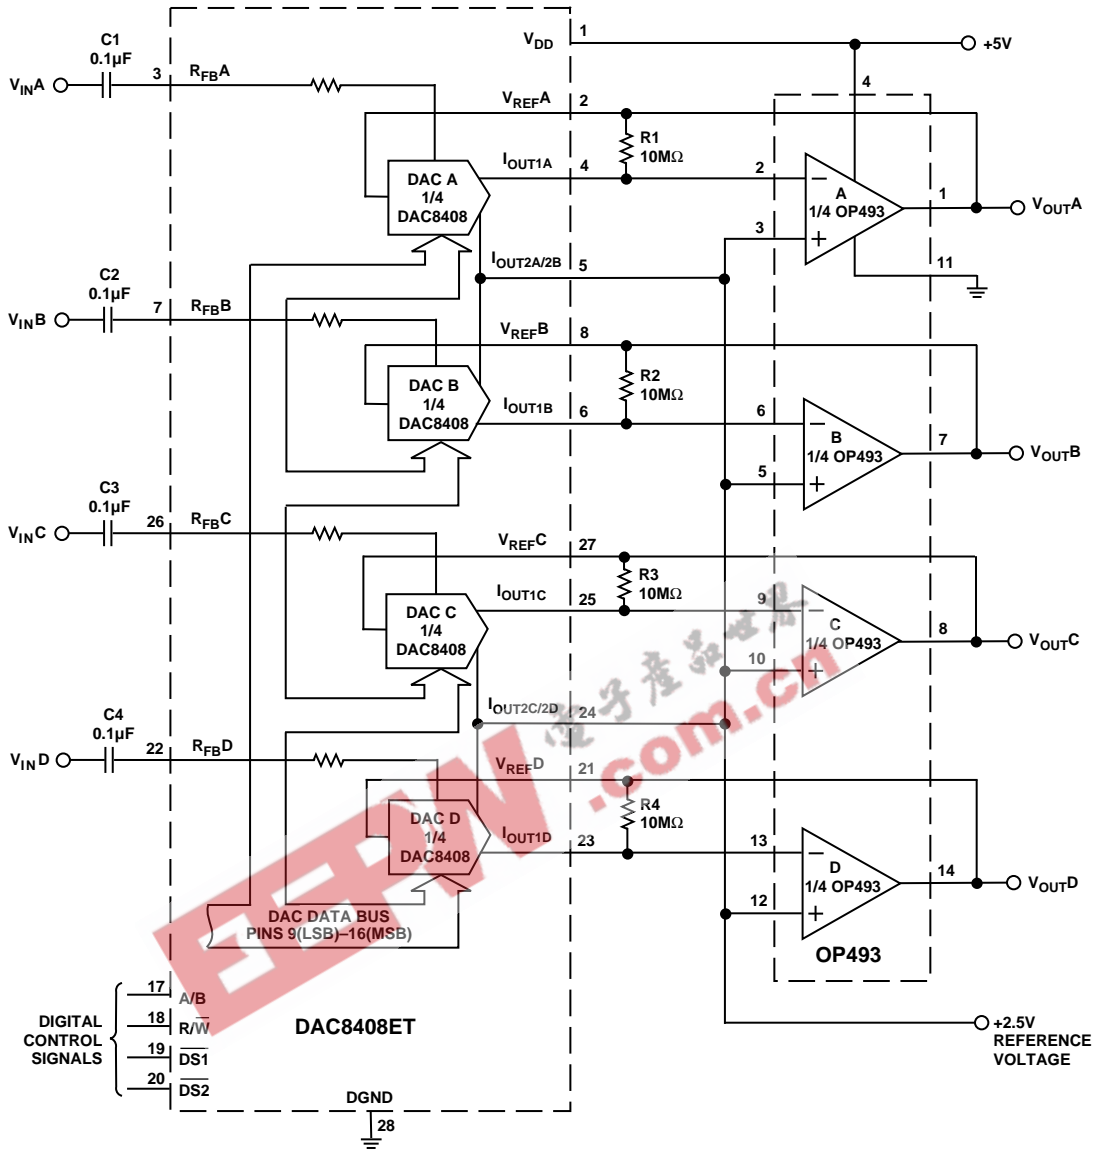 C1
0.1µF
VINA
3
RFBA
VDD
1
+5V
4
VREFA
2
R1
10MΩ
DAC A
1/4
DAC8408
IOUT1A
4
2
−
A
1/4 OP493
1
VOUTA
3
+
IOUT2A/2B
5
11
C2
0.1µF
VINB
7
RFBB
VREFB
8
R2
10MΩ
DAC B
1/4
DAC8408
IOUT1B
6
6
−
B
1/4 OP493
7
VOUTB
5
+
C3
0.1µF
VINC
26
RFBC
VREFC
27
R3
10MΩ
DAC C
1/4
DAC8408
IOUT1C
25
9
−
C
1/4 OP493
8
VOUTC
10
+
IOUT2C/2D
24
C4
0.1µF
VIND
22
RFBD
VREFD
21
R4
10MΩ
DAC D
1/4
DAC8408
IOUT1D
23
13
−
D
1/4 OP493
14
VOUTD
12
+
OP493
DAC DATA BUS
PINS 9(LSB)–16(MSB)
+2.5V
REFERENCE
VOLTAGE
DIGITAL
CONTROL
SIGNALS
17
A/B
18
R/W̅
19
D̅S̅1̅
20
D̅S̅2̅
DAC8408ET
DGND
28
EEPW
.com.cn
電子產品世界